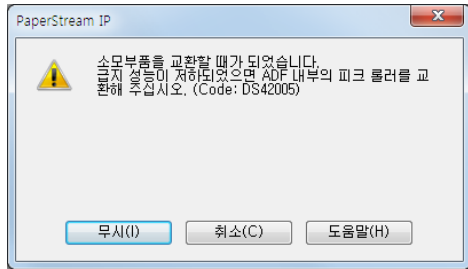 PaperStream IP
소모부품을 교환할 때가 되었습니다.
급지 성능이 저하되었으면 ADF 내부의 피크 롤러를 교
환해 주십시오. (Code: DS42005)
무시(I)
취소(C)
도움말(H)